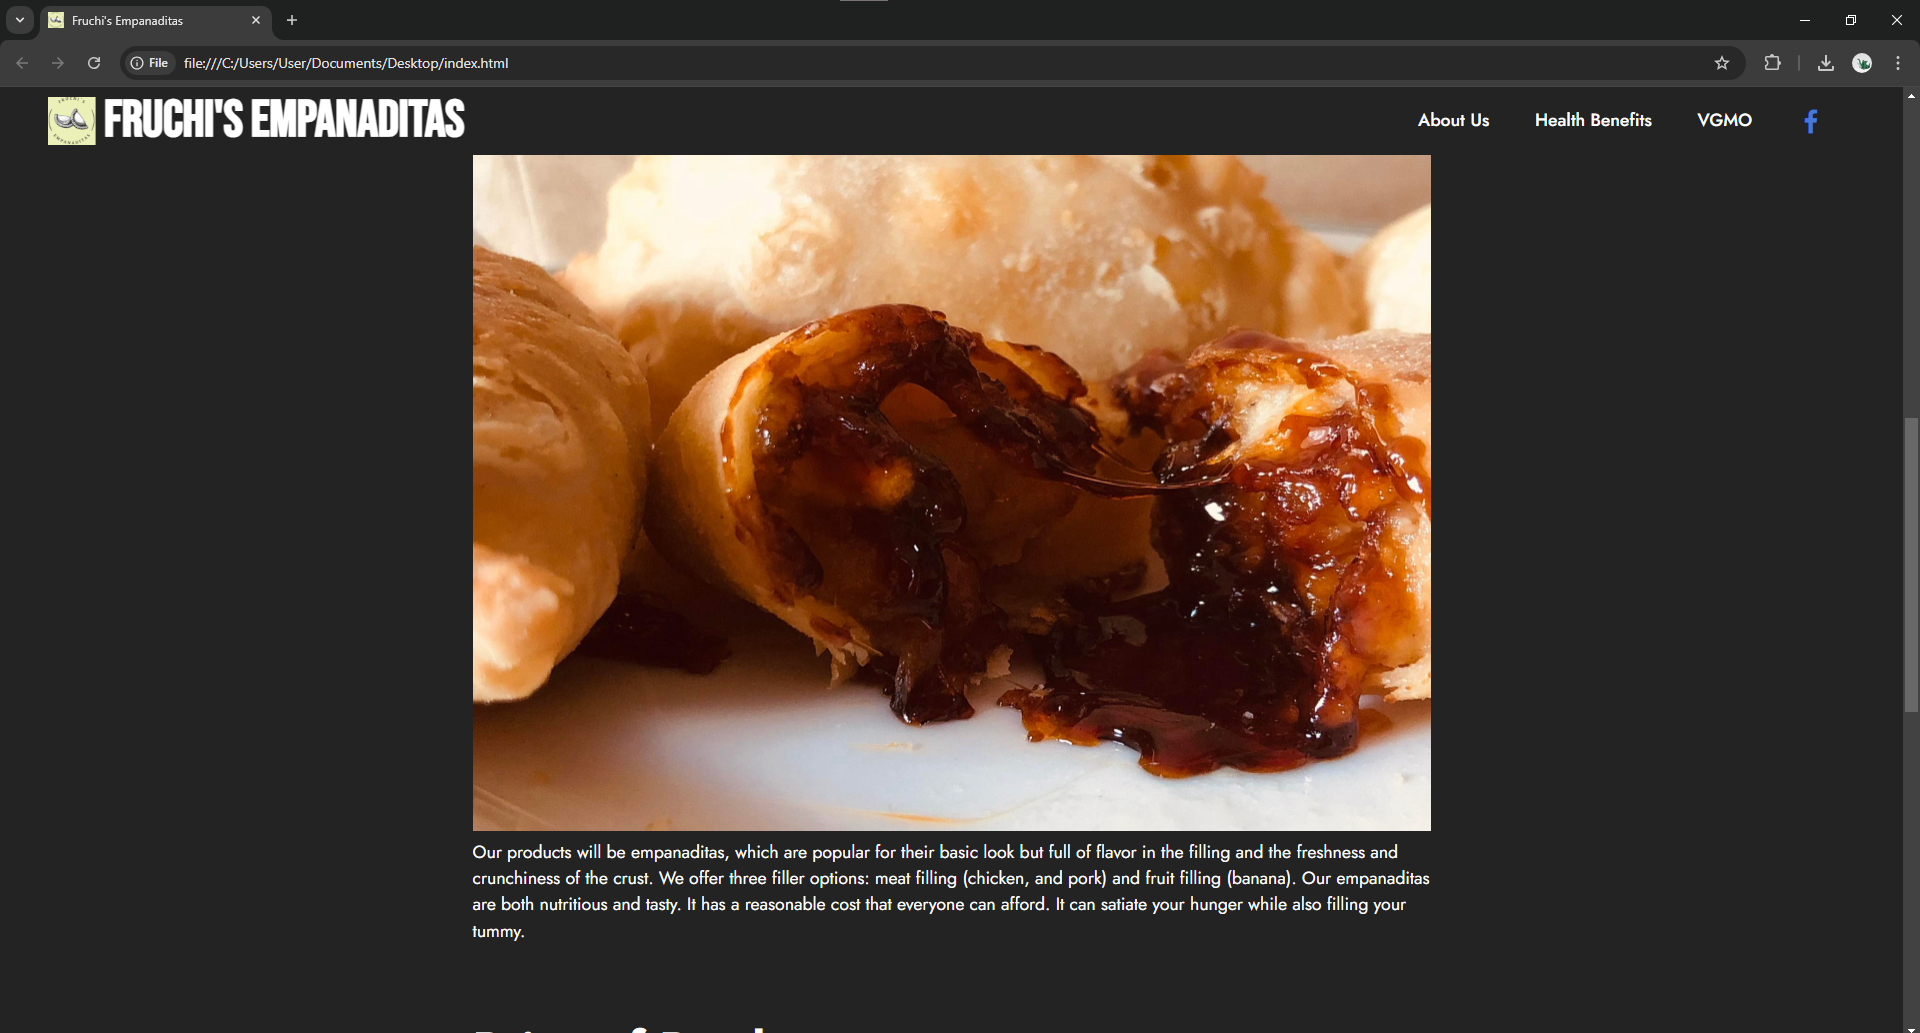 Fruchi's Empanaditas
File
file:///C:/Users/User/Documents/Desktop/index.html
FRUCHI'S EMPANADITAS
About Us
Health Benefits
VGMO
Our products will be empanaditas, which are popular for their basic look but full of flavor in the filling and the freshness and
crunchiness of the crust. We offer three filler options: meat filling (chicken, and pork) and fruit filling (banana). Our empanaditas
are both nutritious and tasty. It has a reasonable cost that everyone can afford. It can satiate your hunger while also filling your
tummy.